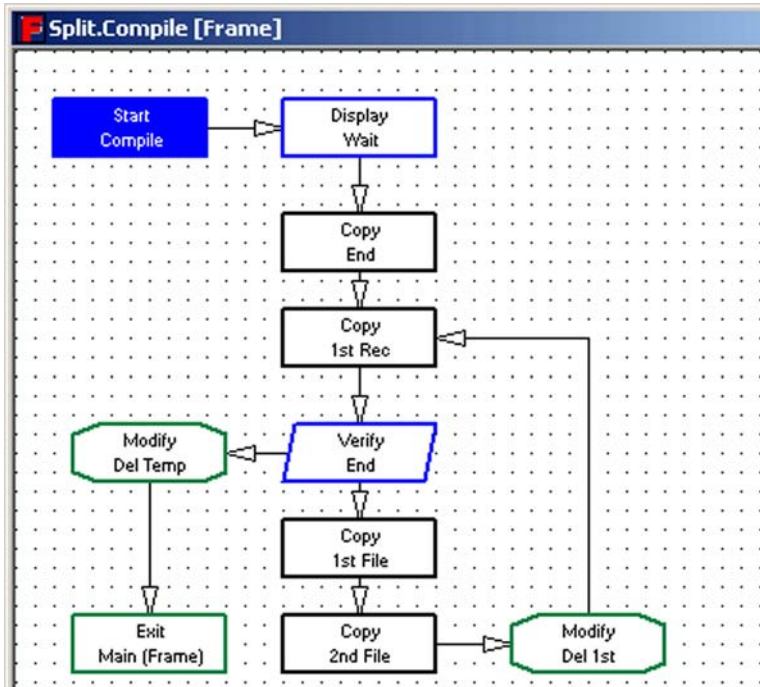 F Split.Compile [Frame]
Start
Compile
Display
Wait
Copy
End
Copy
1st Rec
Modify
Del Temp
Verify
End
Copy
1st File
Exit
Main (Frame)
Copy
2nd File
Modify
Del 1st